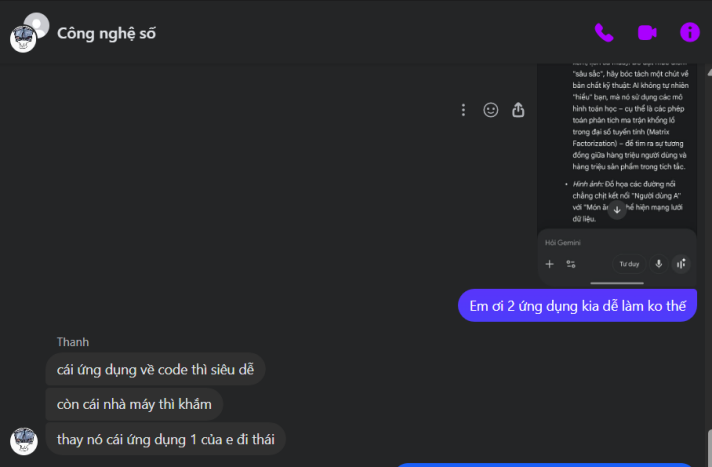 Công nghệ số
"sâu sắc", hãy bóc tách một chút về
bản chất kỹ thuật: AI không tự nhiên
"hiểu" bạn, mà nó sử dụng các mô
hình toán học – cụ thể là các phép
toán phân tích ma trận khổng lồ
trong đại số tuyến tính (Matrix
Factorization) – để tìm ra sự tương
đồng giữa hàng triệu người dùng và
hàng triệu sản phẩm trong tích tắc.
• Hình ảnh: Đồ họa các đường nối
chằng chịt kết nối "Người dùng A"
với "Món hiện mạng lưới
dữ liệu.
Hỏi Gemini
Tư duy
Em ơi 2 ứng dụng kia dễ làm ko thế
Thanh
cái ứng dụng về code thì siêu dễ
còn cái nhà máy thì khắm
thay nó cái ứng dụng 1 của e đi thái